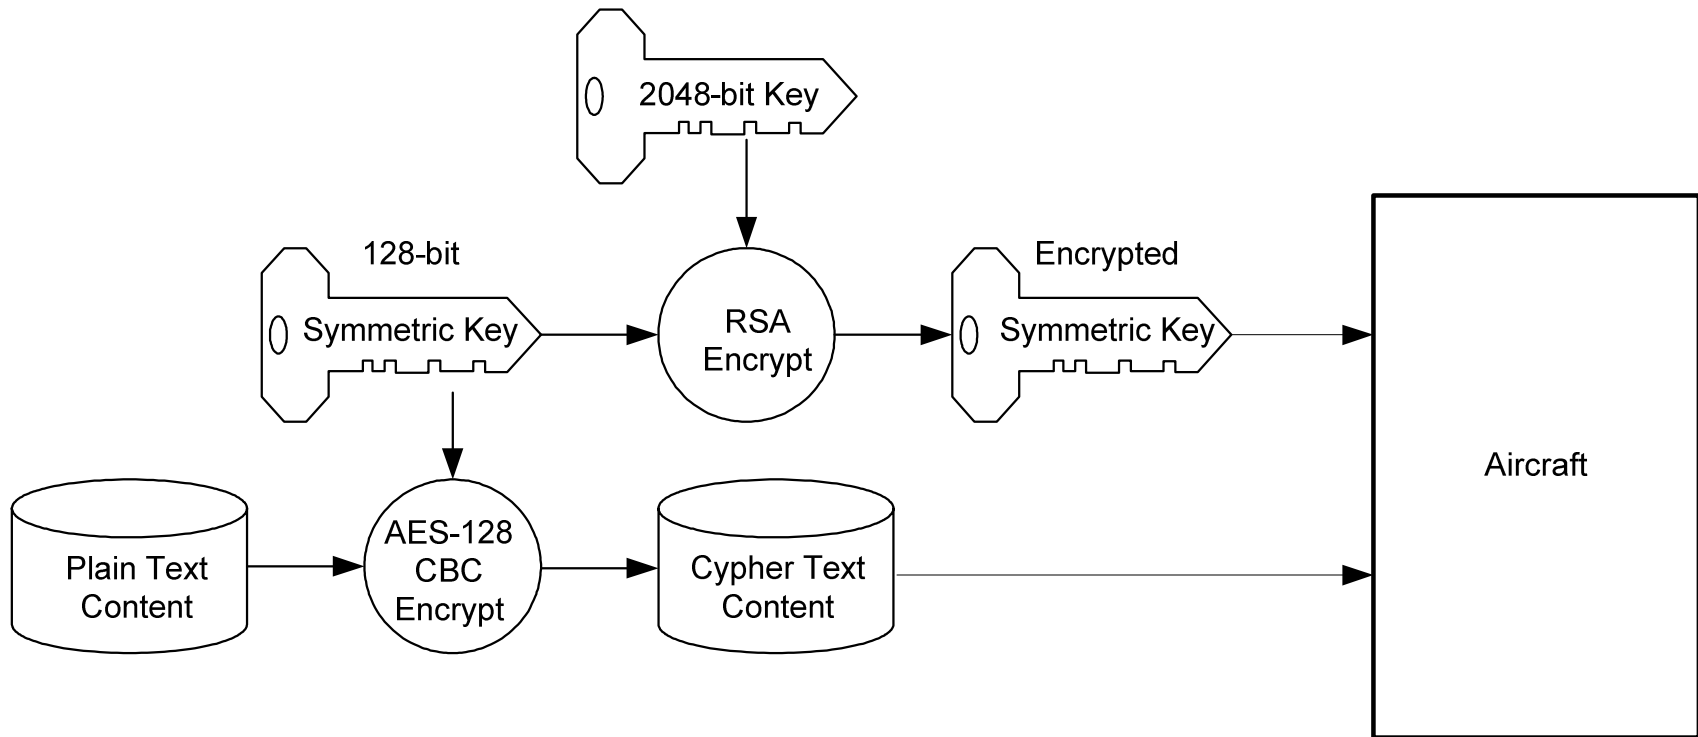 2048-bit Key
128-bit
Symmetric Key
RSA
Encrypt
Encrypted
Symmetric Key
Aircraft
Plain Text
Content
AES-128
CBC
Encrypt
Cypher Text
Content